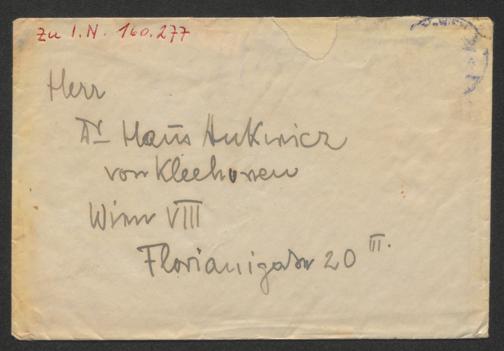 Zu I.N. 160.277
Herr
Dr Hans Ankwicz
von Kleehoven
Wien VIII
Florianigasse 20 III.